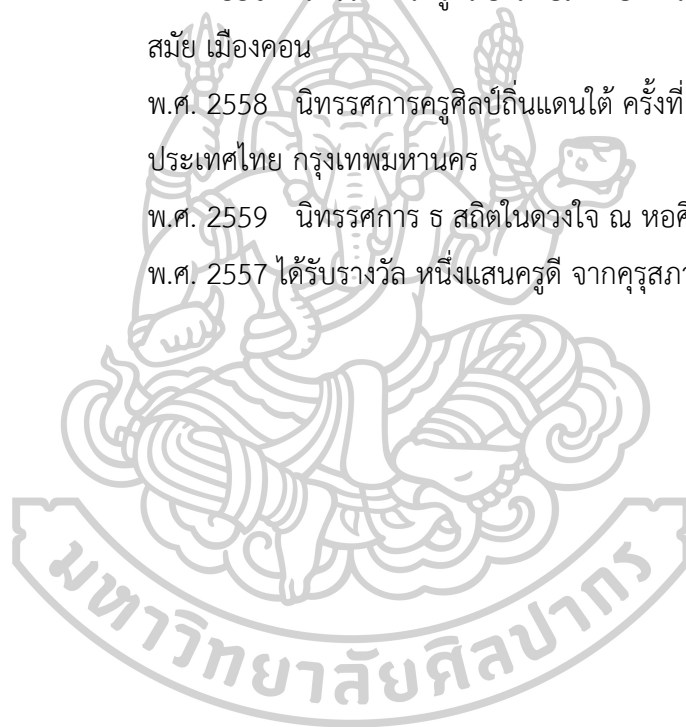 สมัย เมืองคอน
พ.ศ. 2558 นิทรรศการครูศิลป์ถิ่นแดนใต้ ครั้งที่
ประเทศไทย กรุงเทพมหานคร
พ.ศ. 2559 นิทรรศการ ธ สถิตในดวงใจ ณ
พ.ศ. 2557 ได้รับรางวัล หนึ่งแสนครูดี จากคุรุสภา
มหาวิทยาลัยศิลปากร